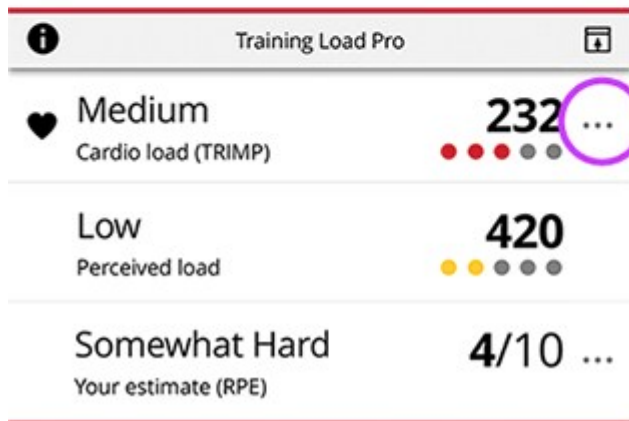 Training Load Pro
Medium 232 ...
Cardio load (TRIMP)
Low 420
Perceived load
Somewhat Hard 4/10 ...
Your estimate (RPE)